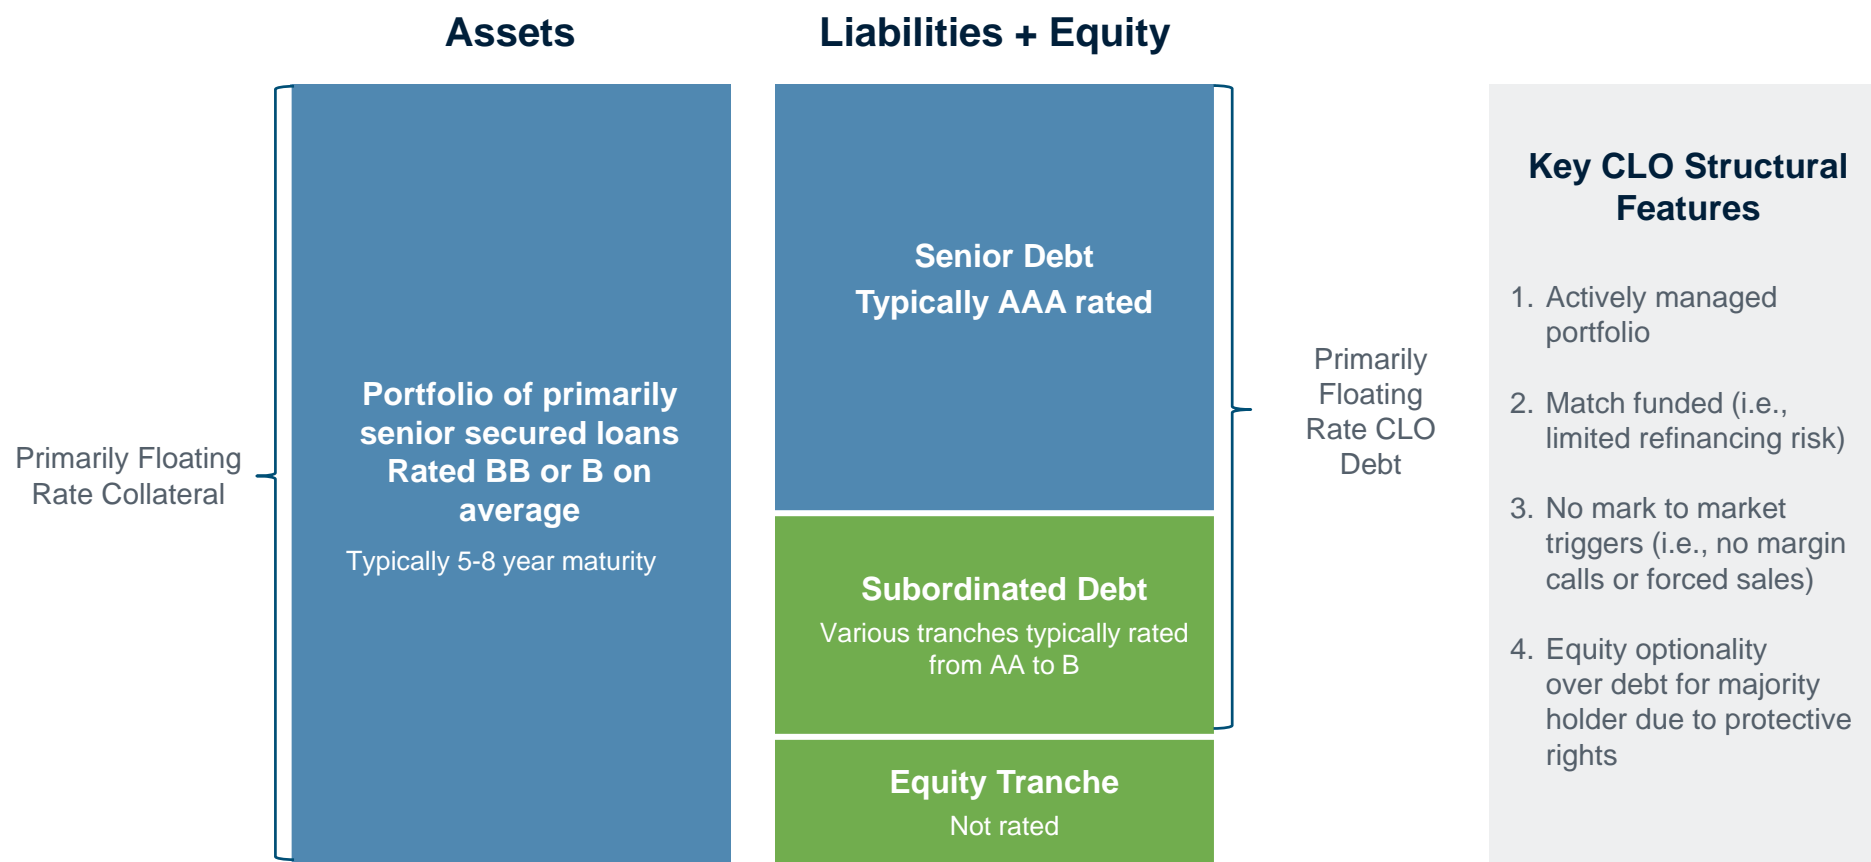 Assets
Liabilities + Equity
Primarily Floating
Rate Collateral
Portfolio of primarily
senior secured loans
Rated BB or B on
average
Typically 5-8 year maturity
Senior Debt
Typically AAA rated
Subordinated Debt
Various tranches typically rated
from AA to B
Equity Tranche
Not rated
Primarily
Floating
Rate CLO
Debt
Key CLO Structural
Features
1. Actively managed
portfolio
2. Match funded (i.e.,
limited refinancing risk)
3. No mark to market
triggers (i.e., no margin
calls or forced sales)
4. Equity optionality
over debt for majority
holder due to protective
rights